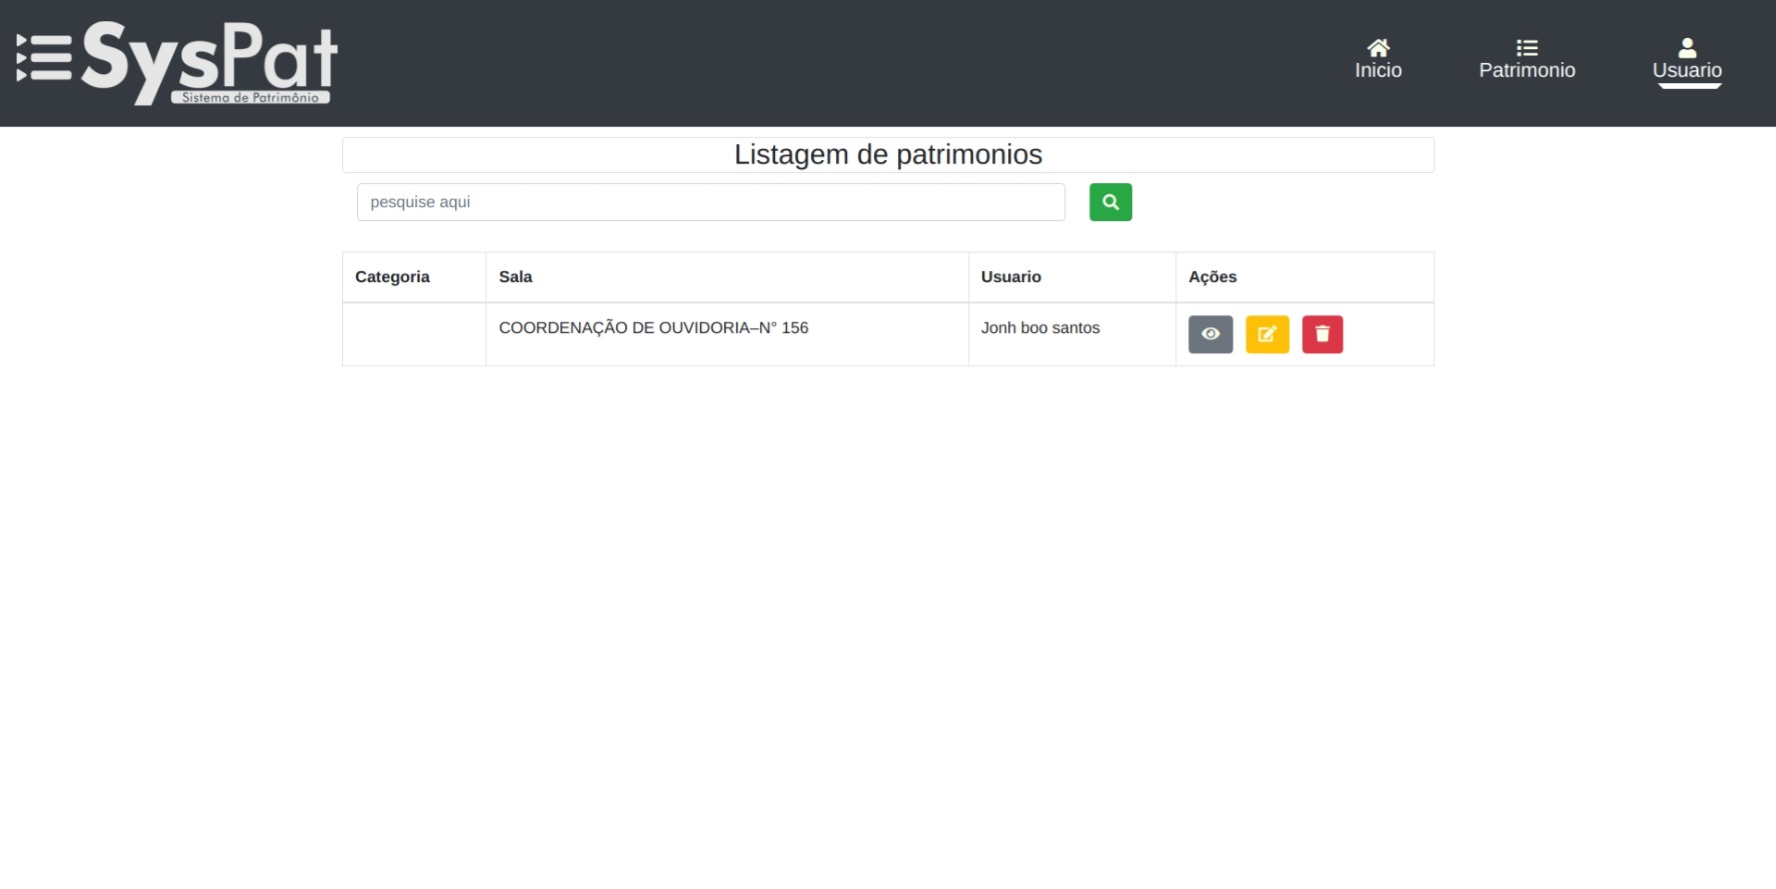 SysPat
Sistema de Patrimônio
Inicio
Patrimonio
Usuario
Listagem de patrimonios
pesquise aqui
Categoria Sala Usuario Ações
COORDENAÇÃO DE OUVIDORIA–N° 156 Jonh boo santos